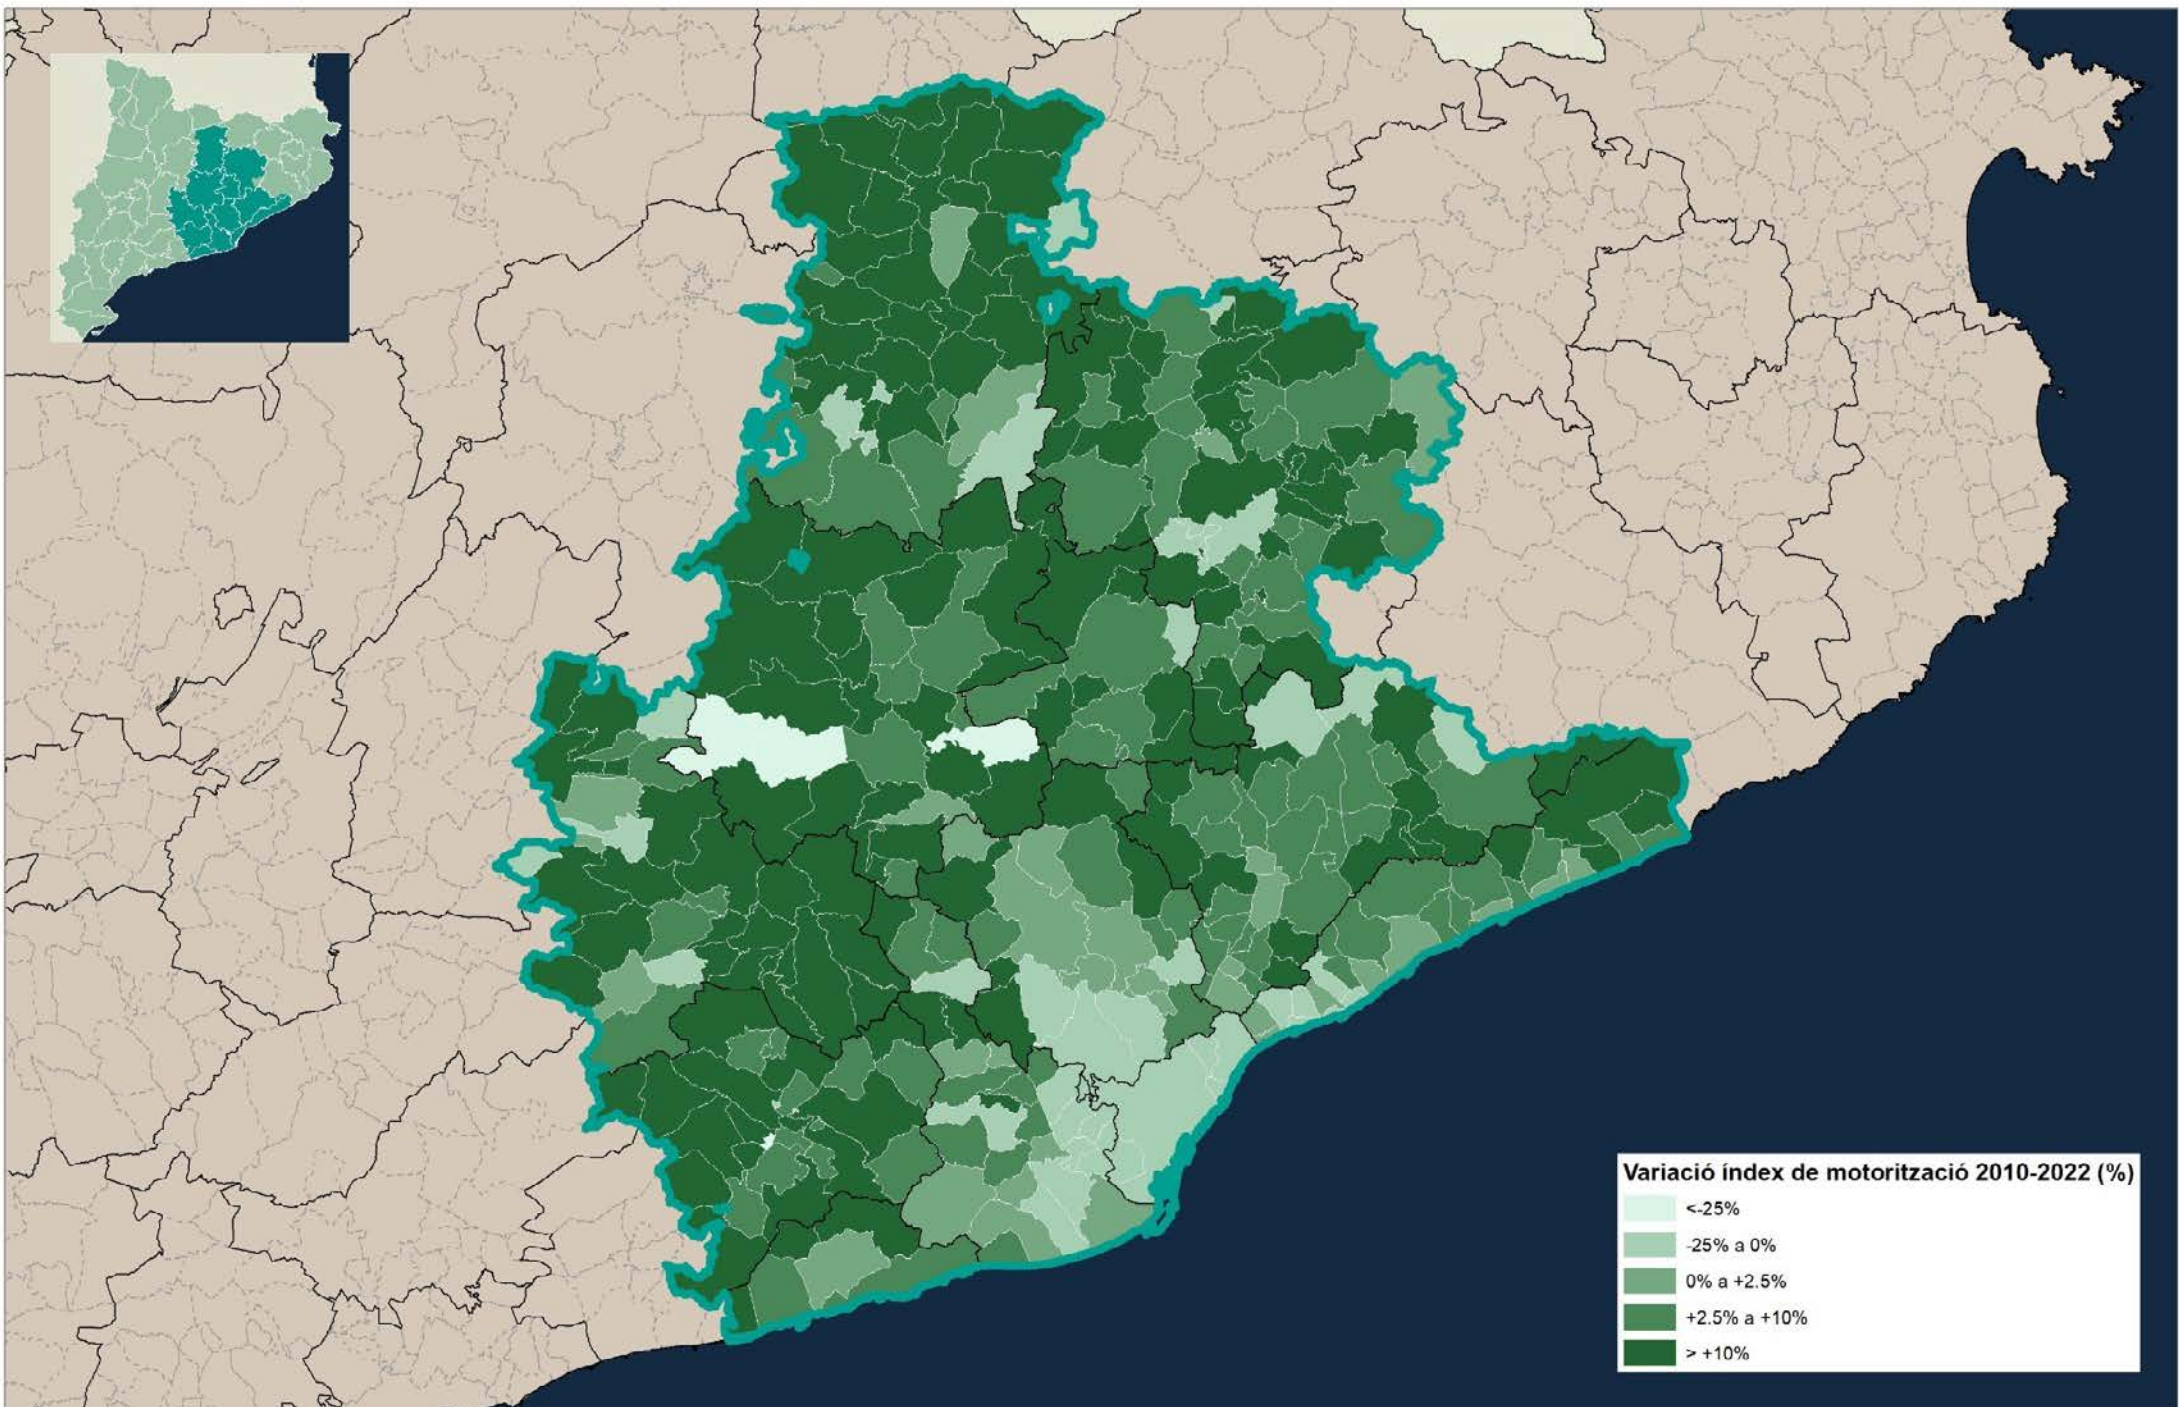 Variació índex de motorització 2010-2022 (%)
<-25%
-25% a 0%
0% a +2.5%
+2.5% a +10%
> +10%